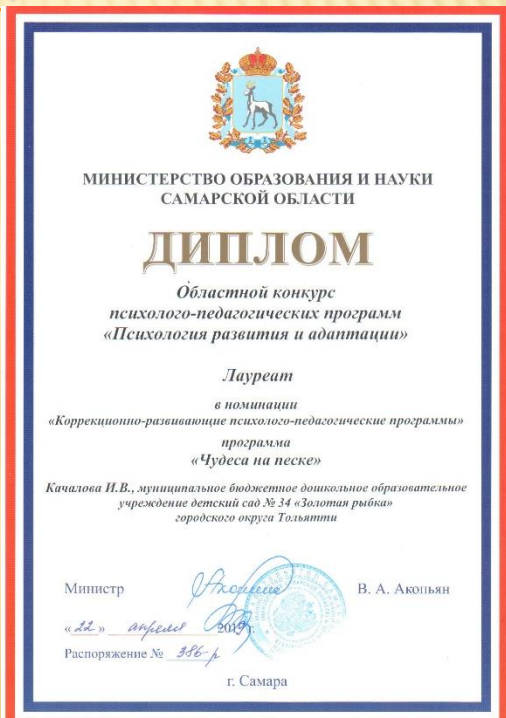 МИНИСТЕРСТВО ОБРАЗОВАНИЯ И НАУКИ
САМАРСКОЙ ОБЛАСТИ
ДИПЛОМ
Областной конкурс
психолого-педагогических программ
«Психология развития и адаптации»
Лауреат
в номинации
«Коррекционно-развивающие психолого-педагогические программы»
программа
«Чудеса на песке»
Качалова И.В., муниципальное бюджетное дошкольное образовательное
учреждение детский сад № 34 «Золотая рыбка»
городского округа Тольятти
Министр В. А. Акопьян
«22» апреля 2019 г.
Распоряжение № 386-р
г. Самара